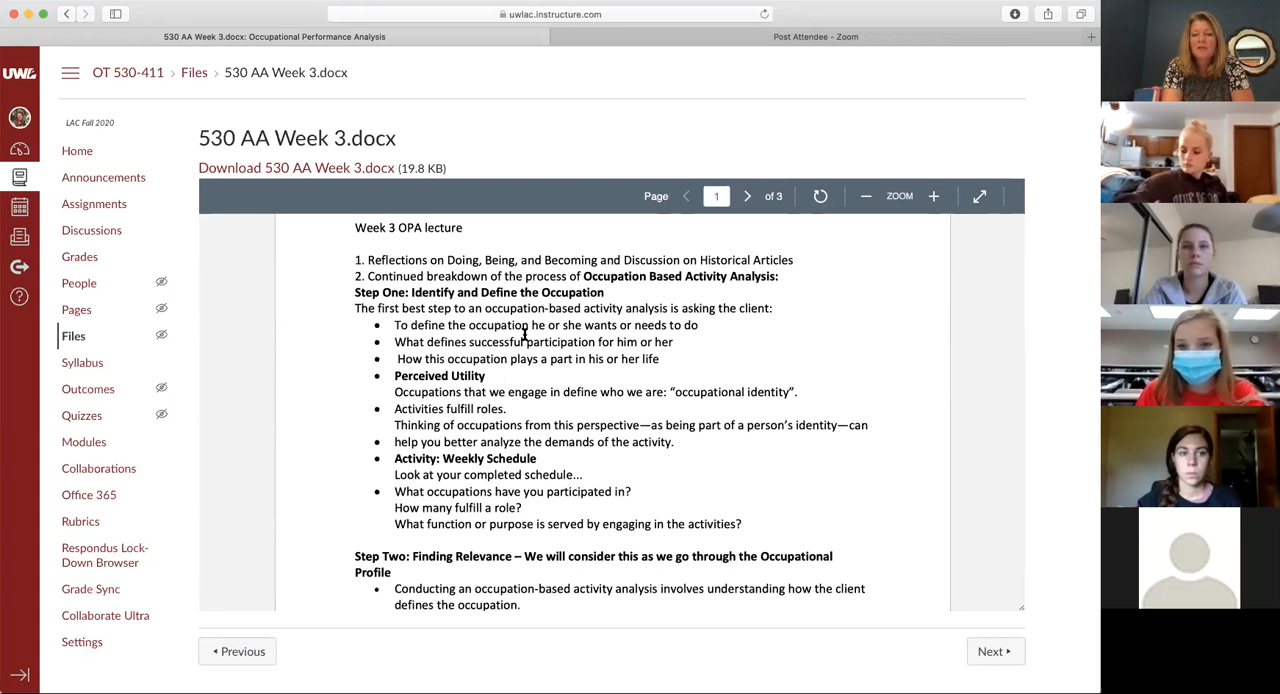 uwlac.instructure.com
530 AA Week 3.docx: Occupational Performance Analysis
Post Attendee - Zoom
UWL
OT 530-411 › Files › 530 AA Week 3.docx
LAC Fall 2020
Home
Announcements
Assignments
Discussions
Grades
People
Pages
Files
Syllabus
Outcomes
Quizzes
Modules
Collaborations
Office 365
Rubrics
Respondus Lock-
Down Browser
Grade Sync
Collaborate Ultra
Settings
530 AA Week 3.docx
Download 530 AA Week 3.docx (19.8 KB)
Page 1 of 3 ZOOM
Week 3 OPA lecture
1. Reflections on Doing, Being, and Becoming and Discussion on Historical Articles
2. Continued breakdown of the process of Occupation Based Activity Analysis:
Step One: Identify and Define the Occupation
The first best step to an occupation-based activity analysis is asking the client:
• To define the occupation he or she wants or needs to do
• What defines successful participation for him or her
• How this occupation plays a part in his or her life
• Perceived Utility
Occupations that we engage in define who we are: “occupational identity”.
• Activities fulfill roles.
Thinking of occupations from this perspective—as being part of a person’s identity—can
• help you better analyze the demands of the activity.
• Activity: Weekly Schedule
Look at your completed schedule...
• What occupations have you participated in?
How many fulfill a role?
What function or purpose is served by engaging in the activities?
Step Two: Finding Relevance – We will consider this as we go through the Occupational
Profile
• Conducting an occupation-based activity analysis involves understanding how the client
defines the occupation.
Previous
Next